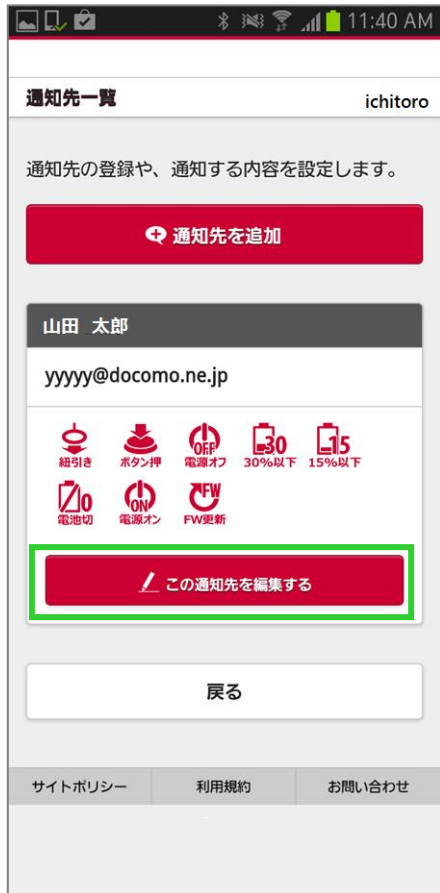 11:40 AM
通知先一覧
ichitoro
通知先の登録や、通知する内容を設定します。
通知先を追加
山田 太郎
yyyyy@docomo.ne.jp
紐引き
ボタン押
OFF
電源オフ
30
30%以下
15
15%以下
0
電池切
ON
電源オン
FW
FW更新
この通知先を編集する
戻る
サイトポリシー
利用規約
お問い合わせ